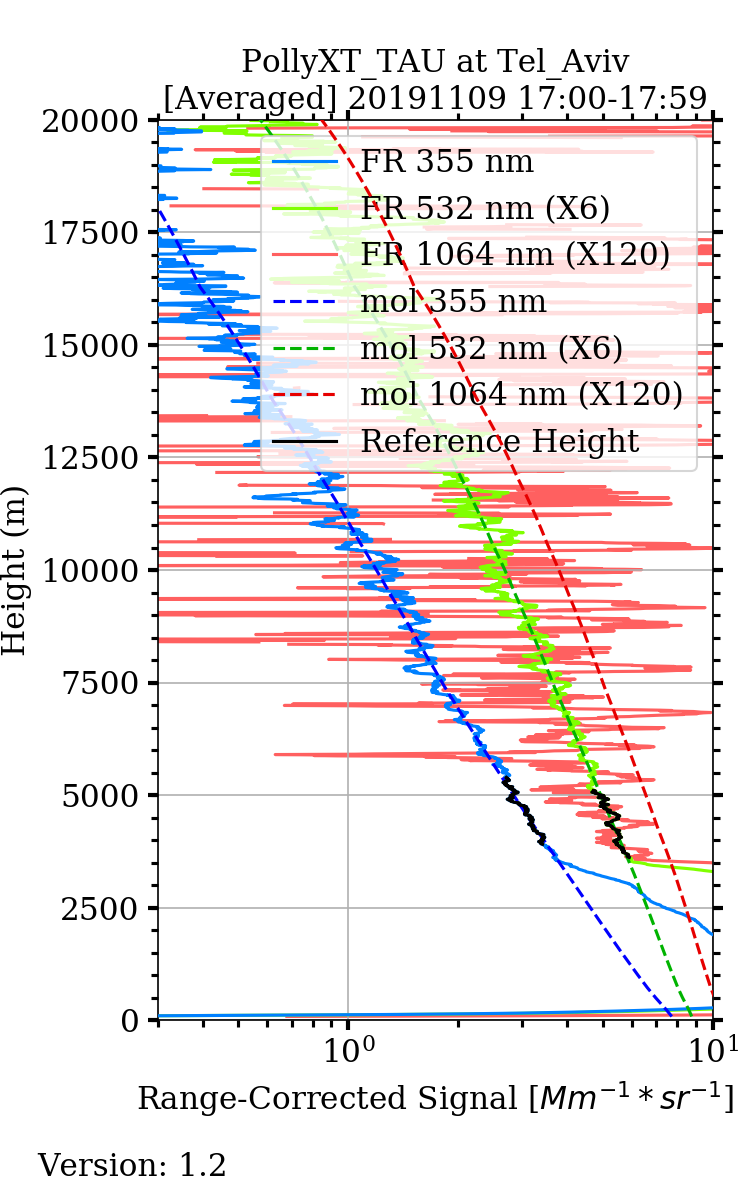 PollyXT_TAU at Tel_Aviv
[Averaged] 20191109 17:00-17:59
20000
17500
15000
12500
10000
7500
5000
2500
0
Height (m)
FR 355 nm
FR 532 nm (X6)
FR 1064 nm (X120)
mol 355 nm
mol 532 nm (X6)
mol 1064 nm (X120)
Reference Height
10⁰ 10¹
Range-Corrected Signal [Mm⁻¹ * sr⁻¹]
Version: 1.2